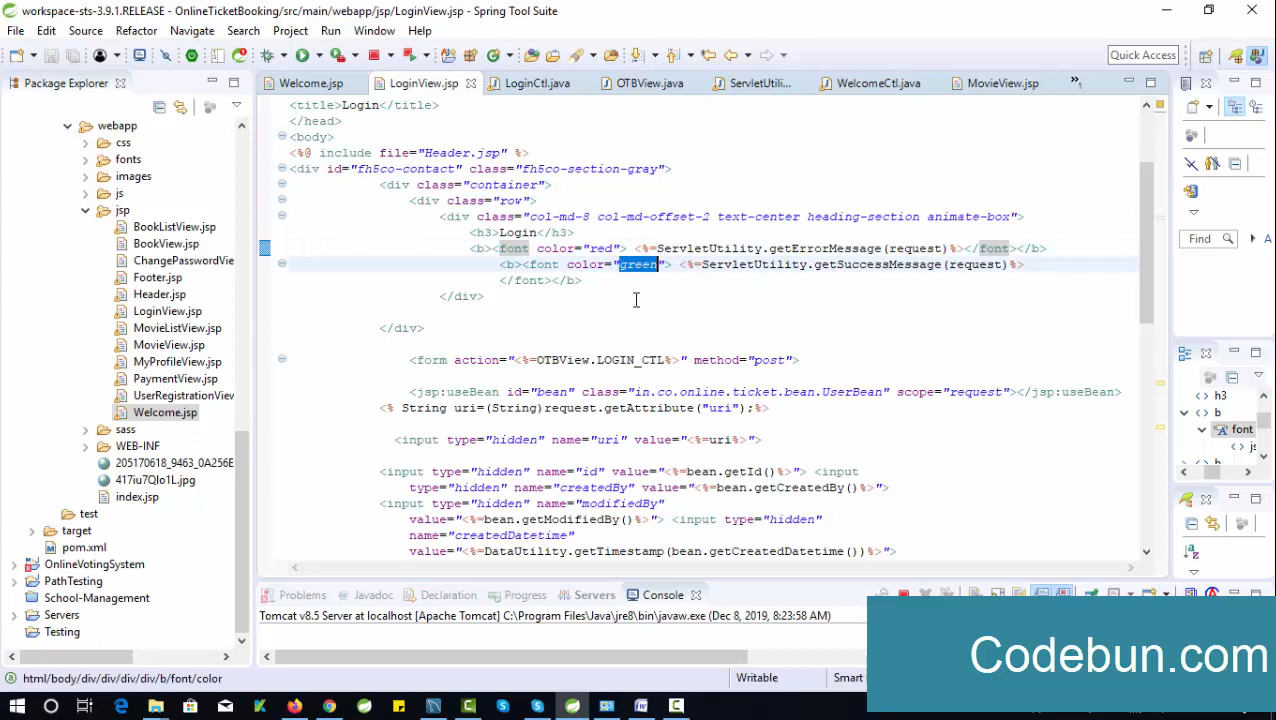 workspace-sts-3.9.1.RELEASE - OnlineTicketBooking/src/main/webapp/jsp/LoginView.jsp - Spring Tool Suite
File Edit Source Refactor Navigate Search Project Run Window Help
Quick Access
Package Explorer
Welcome.jsp LoginView.jsp LoginCtl.java OTBView.java ServletUtili... WelcomeCtl.java MovieView.jsp »1
webapp
css
fonts
images
js
jsp
BookListView.jsp
BookView.jsp
ChangePasswordVie
Footer.jsp
Header.jsp
LoginView.jsp
MovieListView.jsp
MovieView.jsp
MyProfileView.jsp
PaymentView.jsp
UserRegistrationView
Welcome.jsp
sass
WEB-INF
205170618_9463_0A256E
417iu7QJo1L.jpg
index.jsp
test
target
pom.xml
OnlineVotingSystem
PathTesting
School-Management
Servers
Testing
<title>Login</title>
</head>
<body>
<%@ include file="Header.jsp" %>
<div id="fh5co-contact" class="fh5co-section-gray">
<div class="container">
<div class="row">
<div class="col-md-8 col-md-offset-2 text-center heading-section animate-box">
<h3>Login</h3>
<b><font color="red"> <%=ServletUtility.getErrorMessage(request)%></font></b>
<b><font color="green"> <%=ServletUtility.getSuccessMessage(request)%>
</font></b>
</div>
</div>
<form action="<%=OTBView.LOGIN_CTL%>" method="post">
<jsp:useBean id="bean" class="in.co.online.ticket.bean.UserBean" scope="request"></jsp:useBean>
<% String uri=(String)request.getAttribute("uri");%>
<input type="hidden" name="uri" value="<%=uri%>">
<input type="hidden" name="id" value="<%=bean.getId()%>"> <input
type="hidden" name="createdBy" value="<%=bean.getCreatedBy()%>">
<input type="hidden" name="modifiedBy"
value="<%=bean.getModifiedBy()%>"> <input type="hidden"
name="createdDatetime"
value="<%=DataUtility.getTimestamp(bean.getCreatedDatetime())%>">
Find A
h3
b
font
Problems Javadoc Declaration Progress Servers Console
Tomcat v8.5 Server at localhost [Apache Tomcat] C:\Program Files\Java\jre8\bin\javaw.exe (Dec 8, 2019, 8:23:58 AM)
html/body/div/div/div/div/b/font/color
Writable
Smart
Codebun.com